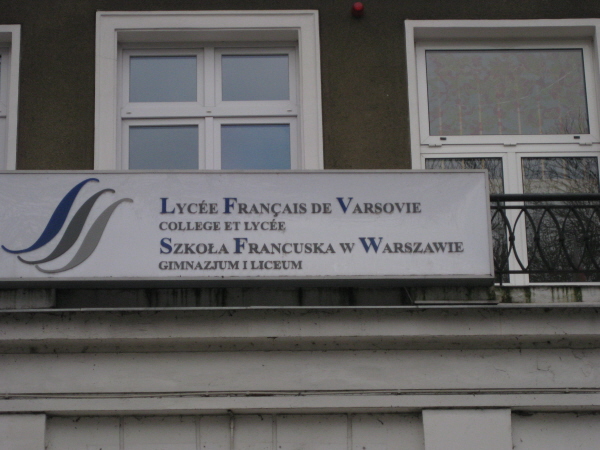 LYCÉE FRANÇAIS DE VARSOVIE
COLLEGE ET LYCÉE
SZKOŁA FRANCUSKA W WARSZAWIE
GIMNAZJUM I LICEUM